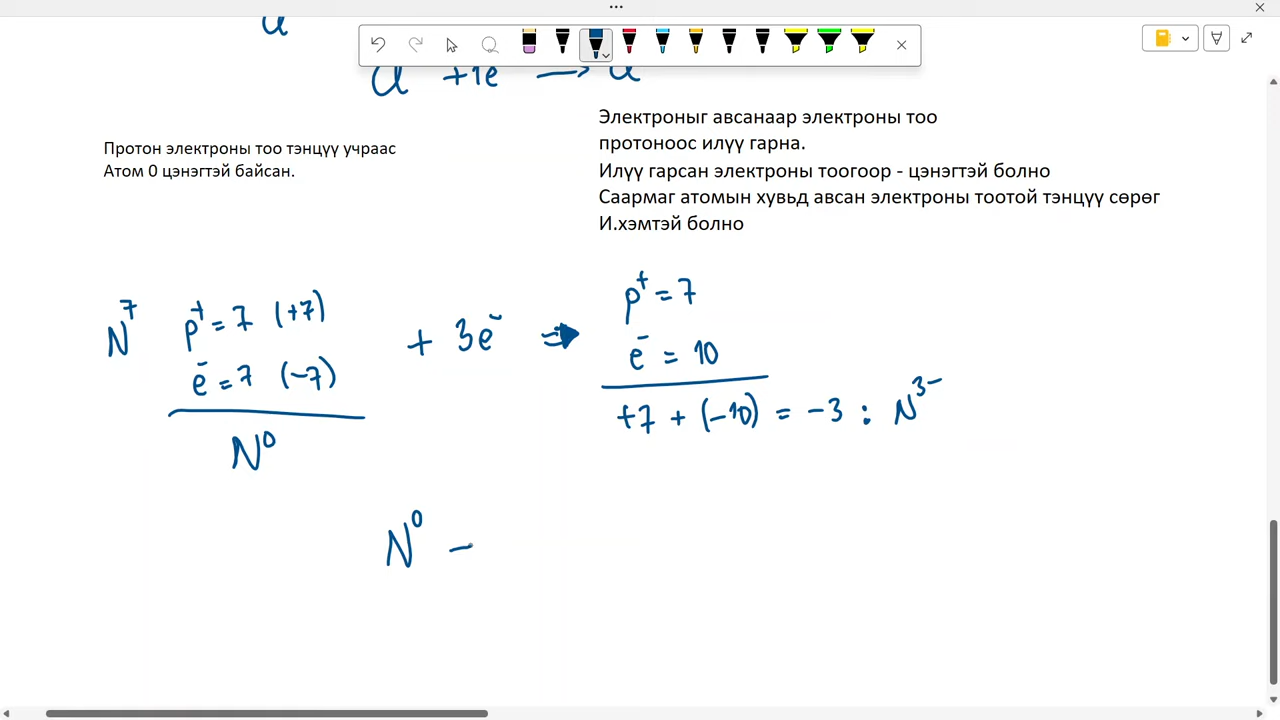 +1e⁻ →
Электроныг авсанаар электроны тоо
протоноос илүү гарна.
Илүү гарсан электроны тоогоор - цэнэгтэй болно
Саармаг атомын хувьд авсан электроны тоотой тэнцүү сөрөг
И.хэмтэй болно
Протон электроны тоо тэнцүү учраас
Атом 0 цэнэгтэй байсан.
N⁷ p⁺ = 7 (+7)
e⁻ = 7 (−7)
N⁰
+ 3e⁻ ⇒
p⁺ = 7
e⁻ = 10
+7 + (−10) = −3 : N³⁻
N⁰ −